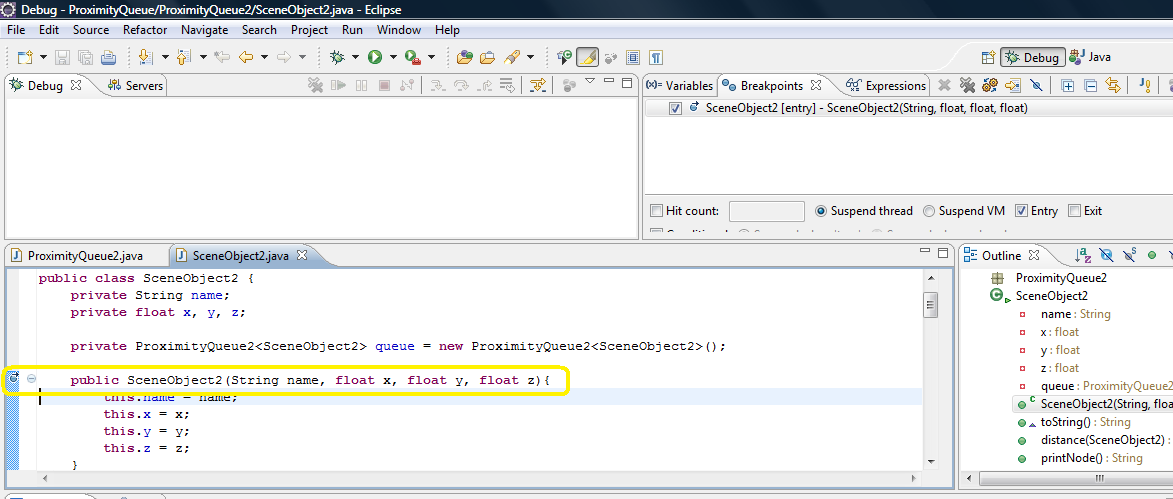 Debug - ProximityQueue/ProximityQueue2/SceneObject2.java - Eclipse
File Edit Source Refactor Navigate Search Project Run Window Help
Debug Java
Debug Servers
(x)= Variables Breakpoints Expressions
SceneObject2 [entry] - SceneObject2(String, float, float, float)
Hit count: Suspend thread Suspend VM Entry Exit
ProximityQueue2.java SceneObject2.java
public class SceneObject2 {
private String name;
private float x, y, z;
private ProximityQueue2<SceneObject2> queue = new ProximityQueue2<SceneObject2>();
public SceneObject2(String name, float x, float y, float z){
this.name = name;
this.x = x;
this.y = y;
this.z = z;
}
Outline
ProximityQueue2
SceneObject2
name : String
x : float
y : float
z : float
queue : ProximityQueue2
SceneObject2(String, floa
toString() : String
distance(SceneObject2) :
printNode() : String